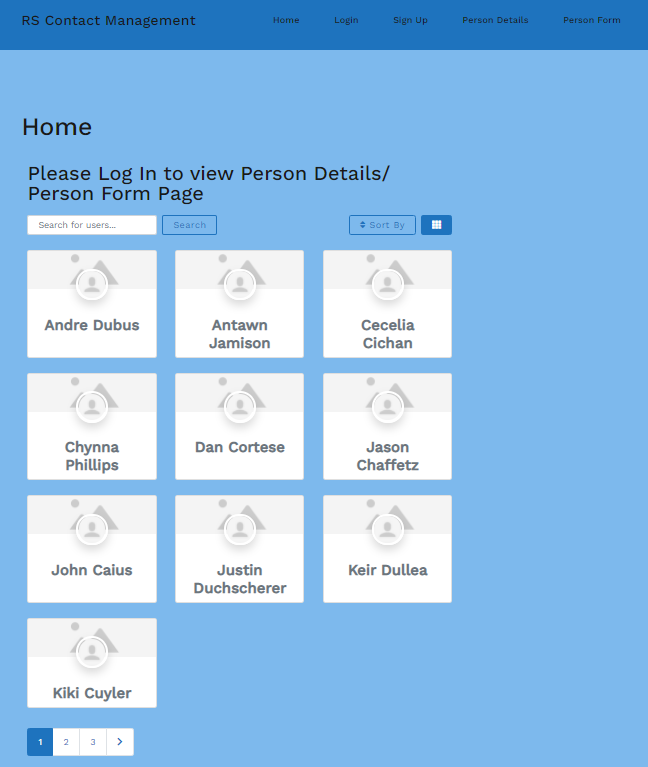 RS Contact Management
Home
Login
Sign Up
Person Details
Person Form
Home
Please Log In to view Person Details/
Person Form Page
Search for users...
Search
Sort By
Andre Dubus
Antawn
Jamison
Cecelia
Cichan
Chynna
Phillips
Dan Cortese
Jason
Chaffetz
John Caius
Justin
Duchscherer
Keir Dullea
Kiki Cuyler
1
2
3